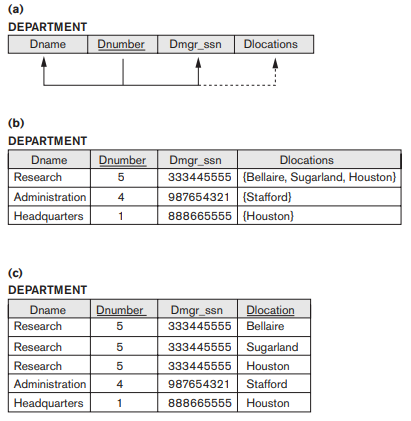 (a)
DEPARTMENT
Dname Dnumber Dmgr_ssn Dlocations
(b)
DEPARTMENT
Dname Dnumber Dmgr_ssn Dlocations
Research 5 333445555 {Bellaire, Sugarland, Houston}
Administration 4 987654321 {Stafford}
Headquarters 1 888665555 {Houston}
(c)
DEPARTMENT
Dname Dnumber Dmgr_ssn Dlocation
Research 5 333445555 Bellaire
Research 5 333445555 Sugarland
Research 5 333445555 Houston
Administration 4 987654321 Stafford
Headquarters 1 888665555 Houston